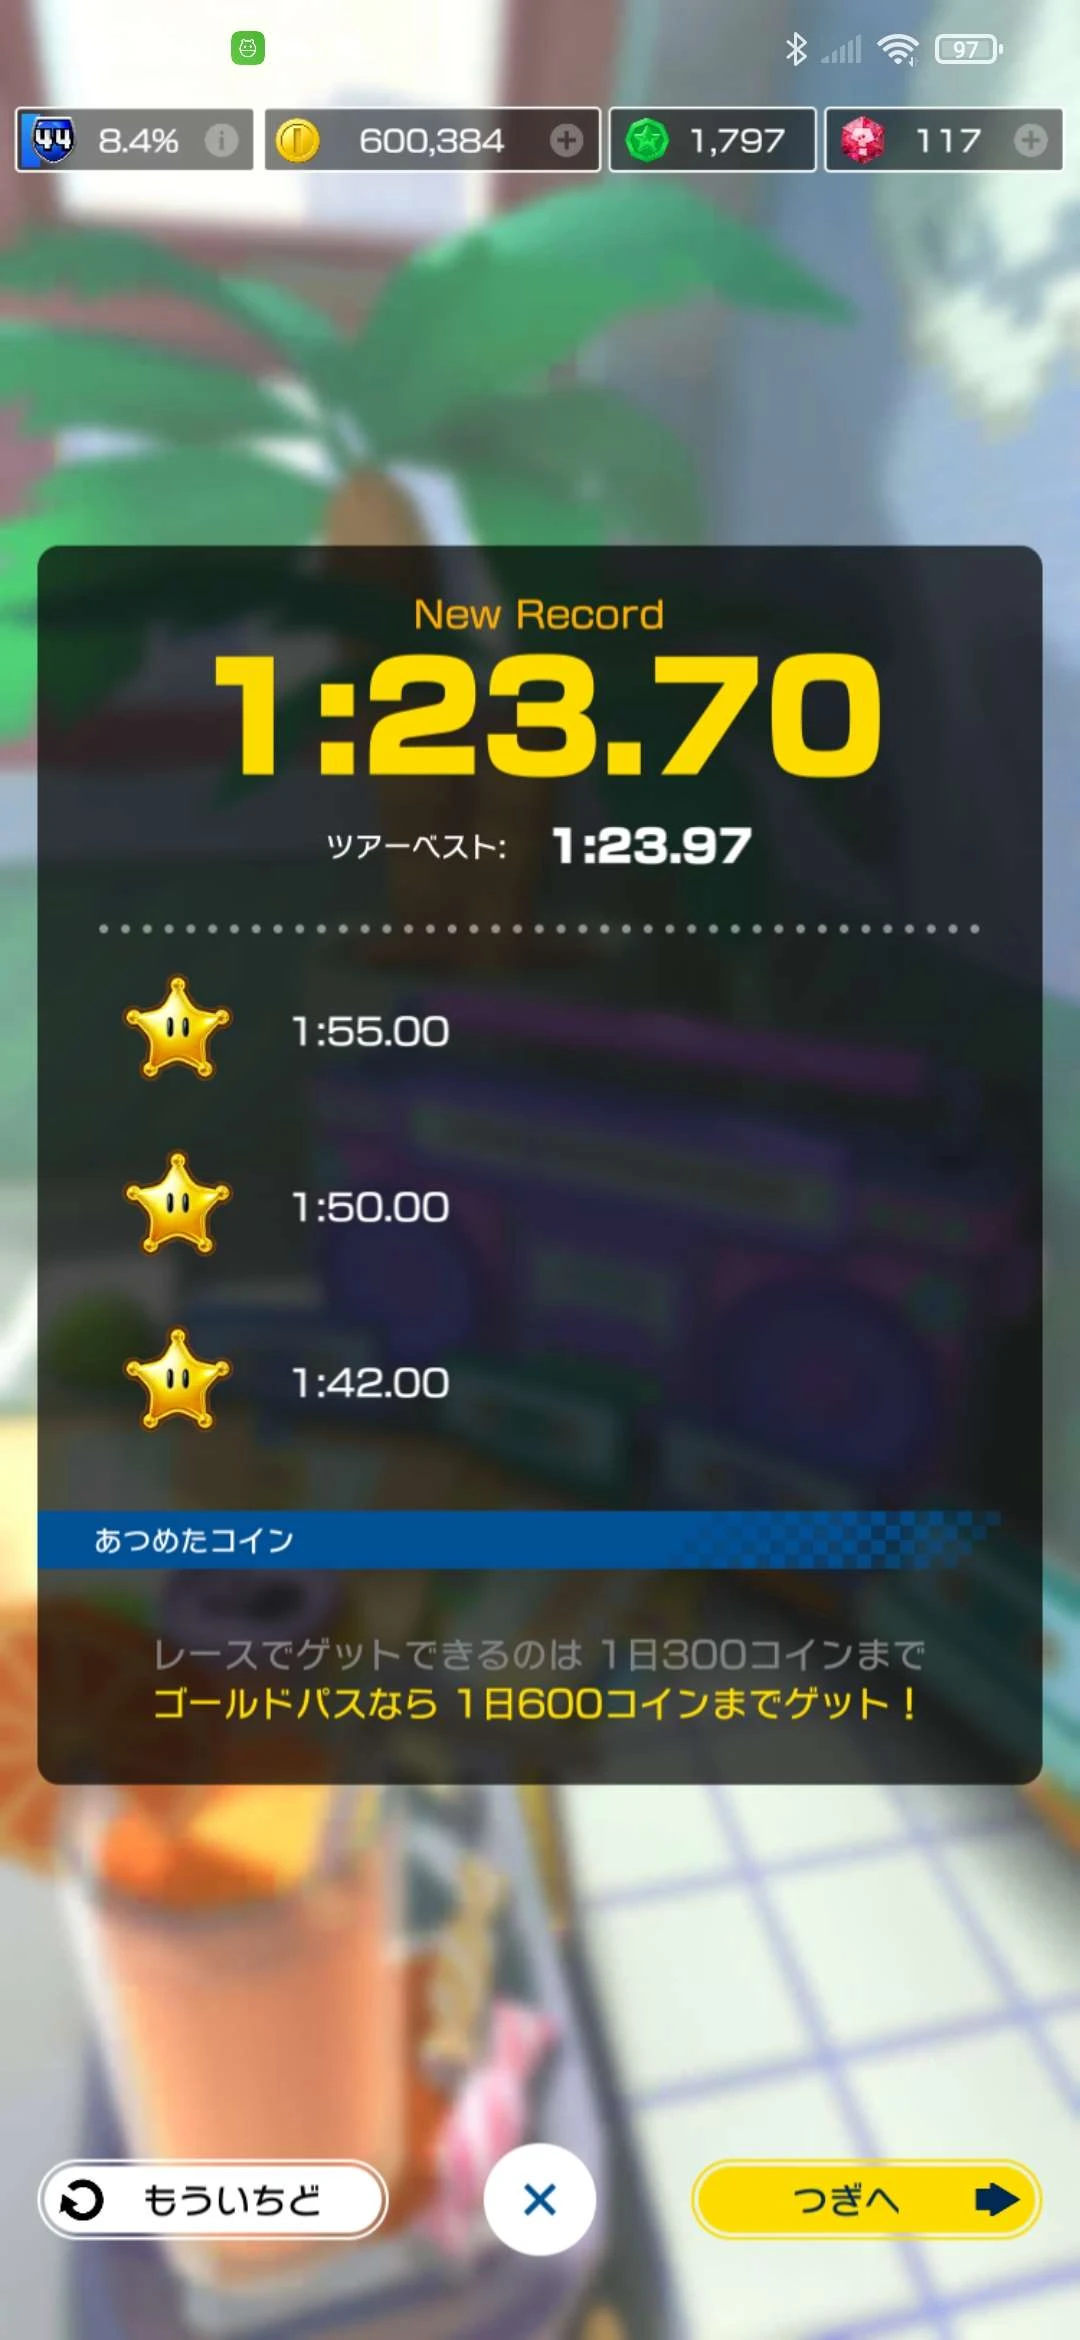 97
44 8.4% i 600,384 + 1,797 117 +
New Record
1:23.70
ツアーベスト: 1:23.97
1:55.00
1:50.00
1:42.00
あつめたコイン
レースでゲットできるのは 1日300コインまで
ゴールドパスなら 1日600コインまでゲット！
もういちど × つぎへ